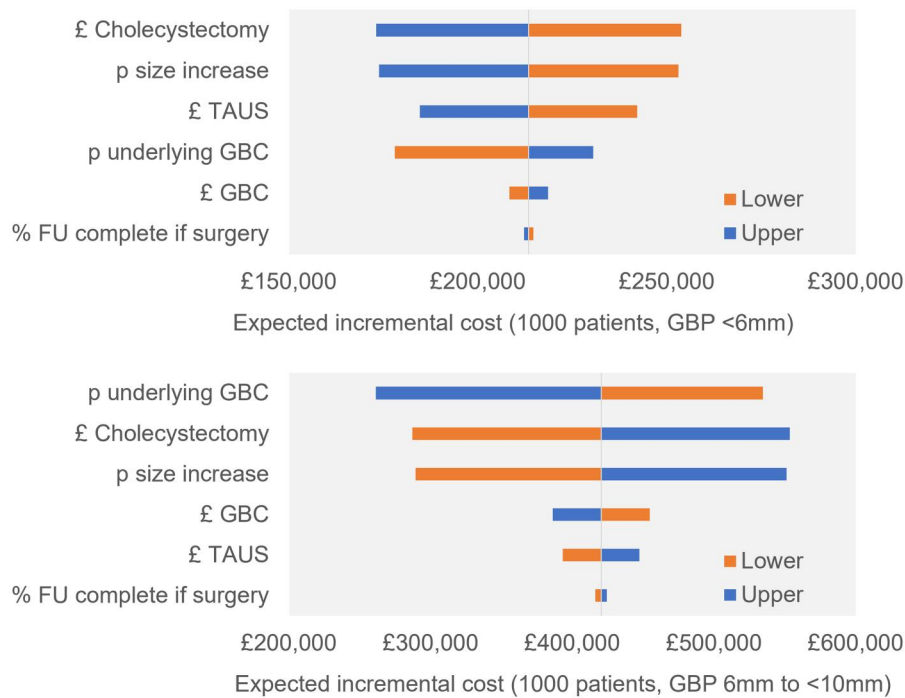 £ Cholecystectomy
p size increase
£ TAUS
p underlying GBC
£ GBC
Lower
% FU complete if surgery
Upper
£150,000 £200,000 £250,000 £300,000
Expected incremental cost (1000 patients, GBP <6mm)
p underlying GBC
£ Cholecystectomy
p size increase
£ GBC
£ TAUS
Lower
% FU complete if surgery
Upper
£200,000 £300,000 £400,000 £500,000 £600,000
Expected incremental cost (1000 patients, GBP 6mm to <10mm)